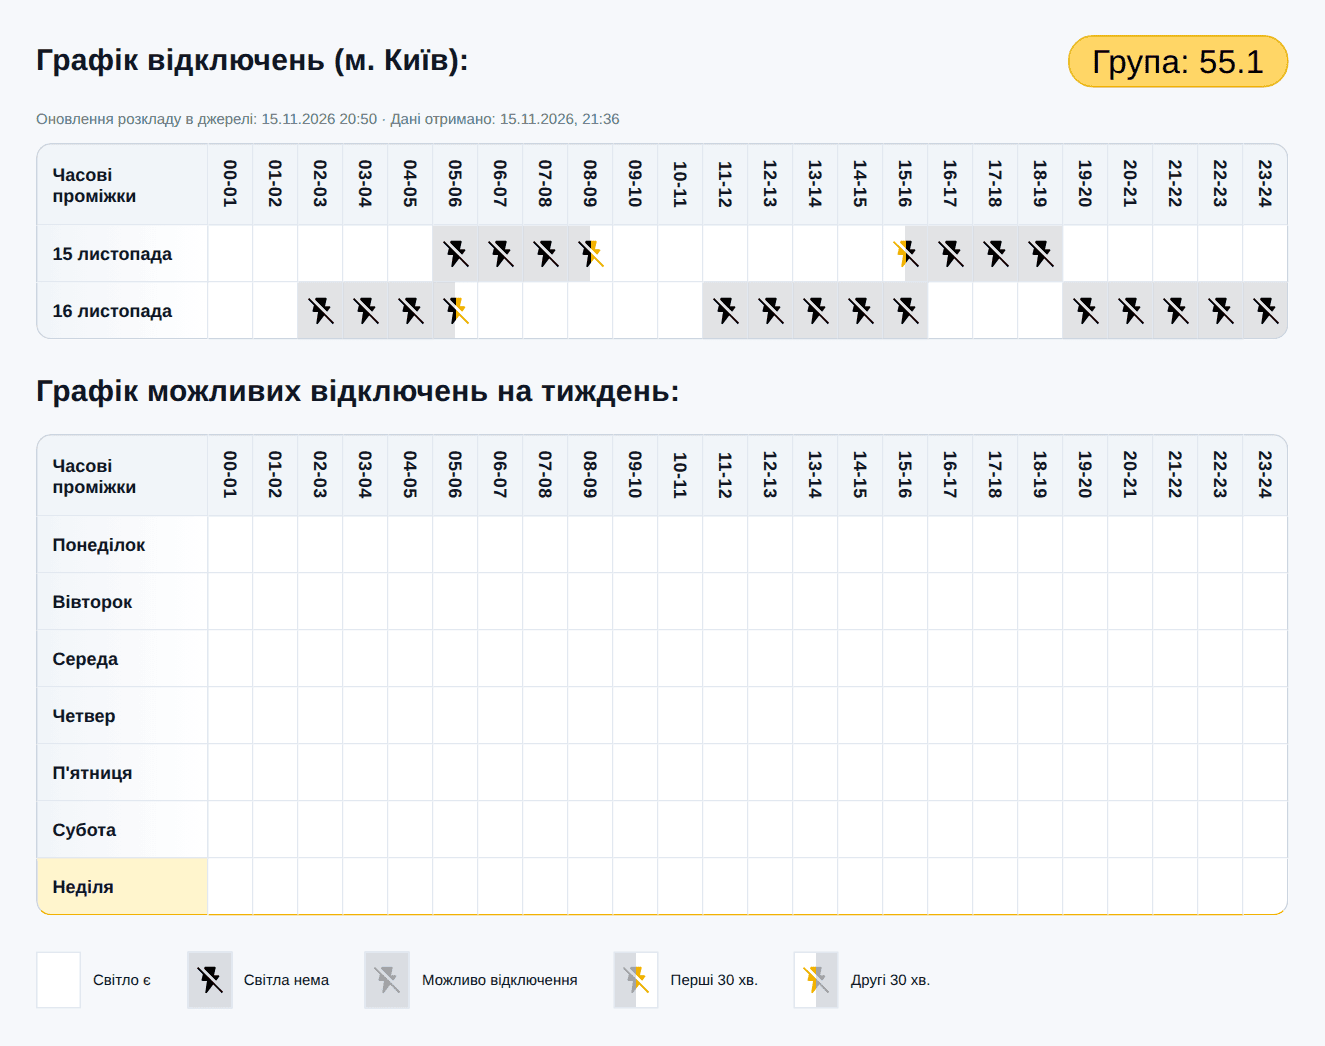 Графік відключень (м. Київ):
Група: 55.1
Оновлення розкладу в джерелі: 15.11.2026 20:50 · Дані отримано: 15.11.2026, 21:36
Часові проміжки 00-01 01-02 02-03 03-04 04-05 05-06 06-07 07-08 08-09 09-10 10-11 11-12 12-13 13-14 14-15 15-16 16-17 17-18 18-19 19-20 20-21 21-22 22-23 23-24
15 листопада
16 листопада
Графік можливих відключень на тиждень:
Часові проміжки 00-01 01-02 02-03 03-04 04-05 05-06 06-07 07-08 08-09 09-10 10-11 11-12 12-13 13-14 14-15 15-16 16-17 17-18 18-19 19-20 20-21 21-22 22-23 23-24
Понеділок
Вівторок
Середа
Четвер
П'ятниця
Субота
Неділя
Світло є Світла нема Можливо відключення Перші 30 хв. Другі 30 хв.